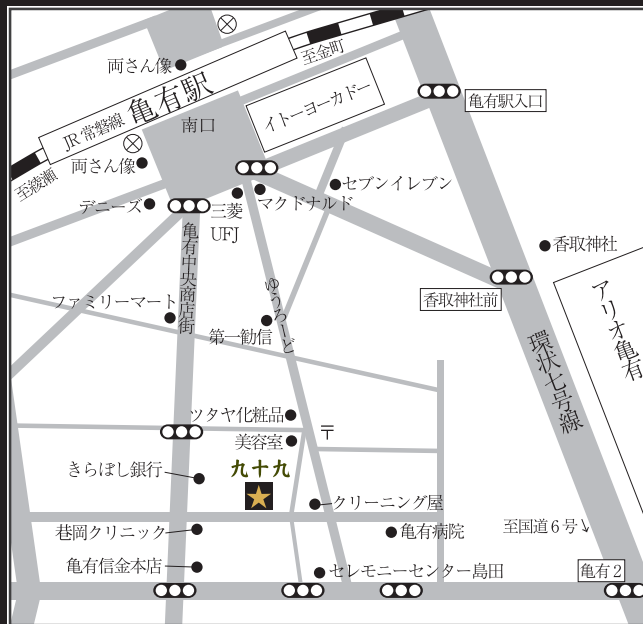 両さん像
至金町
JR常磐線 亀有駅
イトーヨーカドー
亀有駅入口
南口
両さん像
至綾瀬
セブンイレブン
マクドナルド
デニーズ
三菱
UFJ
亀有中央商店街
香取神社
香取神社前
アリオ亀有
ゆうろーど
ファミリーマート
第一勧信
環状七号線
ツタヤ化粧品
〒
美容室
九十九
きらぼし銀行
クリーニング屋
巷岡クリニック
亀有病院
至国道6号
亀有信金本店
セレモニーセンター島田
亀有2